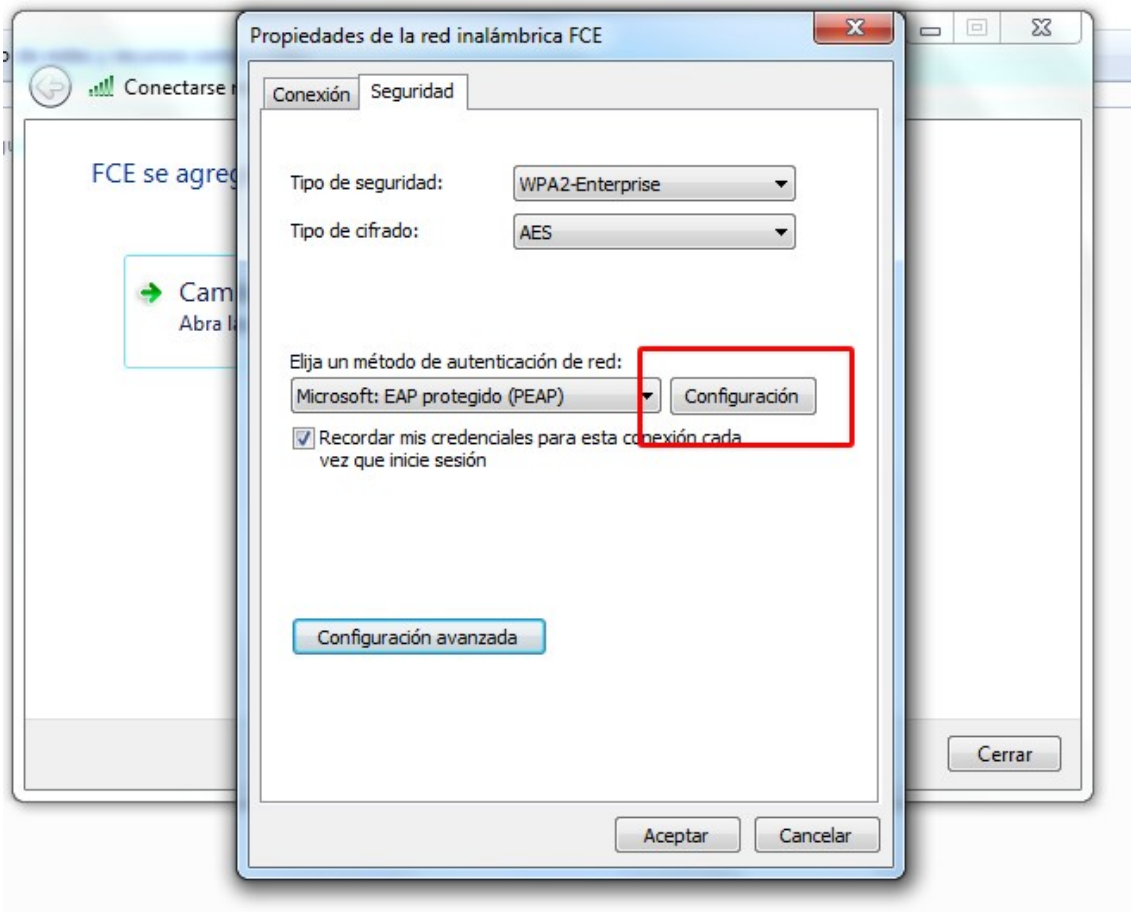 Propiedades de la red inalámbrica FCE
Conectarse
Conexión Seguridad
FCE se agreg
Tipo de seguridad: WPA2-Enterprise
Tipo de cifrado: AES
Cam
Abra la
Elija un método de autenticación de red:
Microsoft: EAP protegido (PEAP) Configuración
Recordar mis credenciales para esta conexión cada
vez que inicie sesión
Configuración avanzada
Cerrar
Aceptar Cancelar